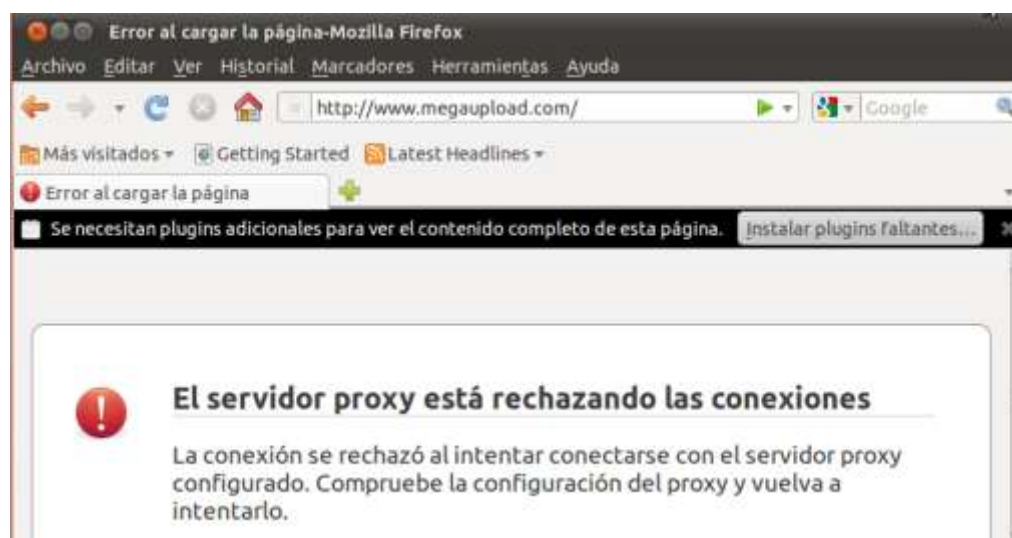 Error al cargar la página-Mozilla Firefox
Archivo Editar Ver Historial Marcadores Herramientas Ayuda
http://www.megaupload.com/ Google
Más visitados Getting Started Latest Headlines
Error al cargar la página
Se necesitan plugins adicionales para ver el contenido completo de esta página. Instalar plugins faltantes...
El servidor proxy está rechazando las conexiones
La conexión se rechazó al intentar conectarse con el servidor proxy
configurado. Compruebe la configuración del proxy y vuelva a
intentarlo.